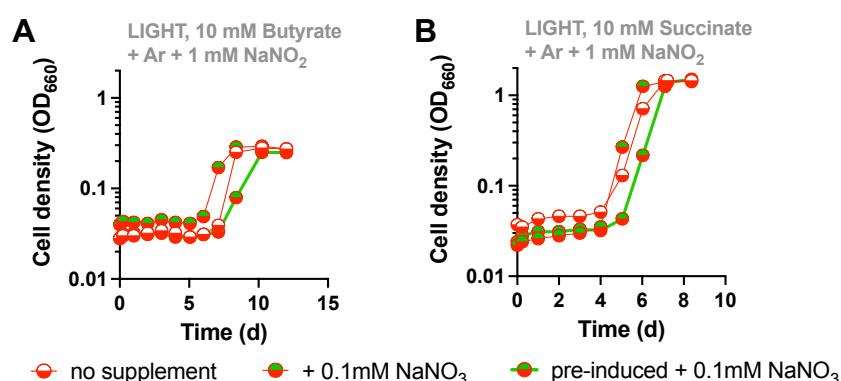 A
LIGHT, 10 mM Butyrate
+ Ar + 1 mM NaNO₂
Cell density (OD₆₆₀)
1
0.1
0.01
0 5 10 15
Time (d)
B
LIGHT, 10 mM Succinate
+ Ar + 1 mM NaNO₂
Cell density (OD₆₆₀)
1
0.1
0.01
0 2 4 6 8 10
Time (d)
no supplement + 0.1mM NaNO₃ pre-induced + 0.1mM NaNO₃